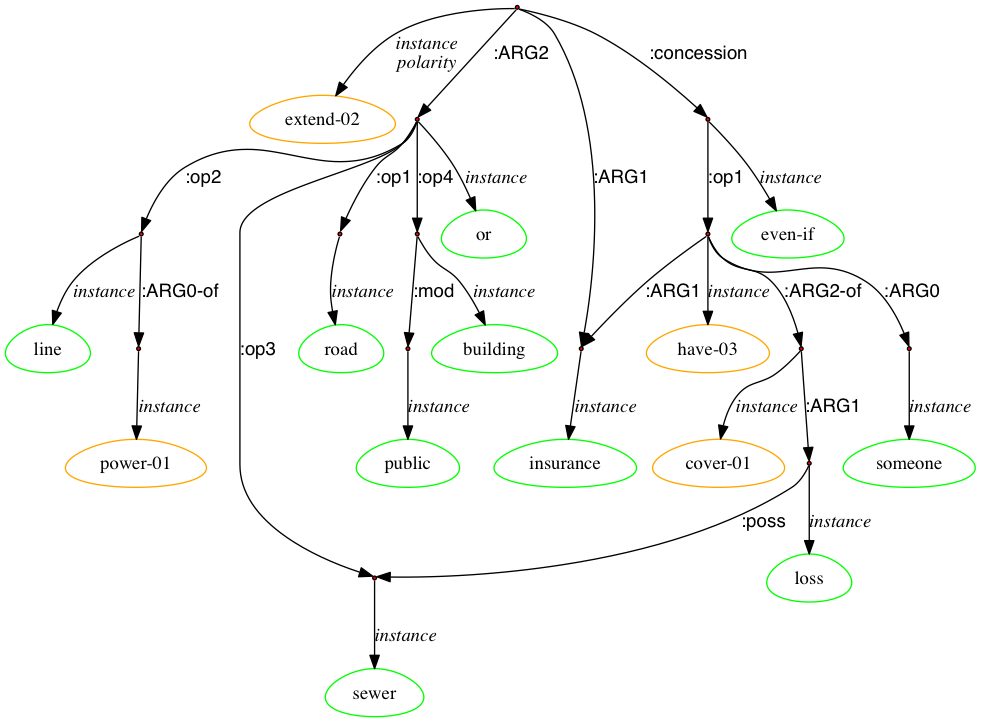 instance
polarity
:ARG2
:concession
extend-02
:op2
:op1
:op4
instance
:ARG1
:op1
instance
or
even-if
instance
:ARG0-of
instance
:mod
instance
:ARG1
instance
:ARG2-of
:ARG0
line
:op3
road
building
have-03
instance
instance
instance
instance
:ARG1
instance
power-01
public
insurance
cover-01
someone
:poss
instance
loss
instance
sewer